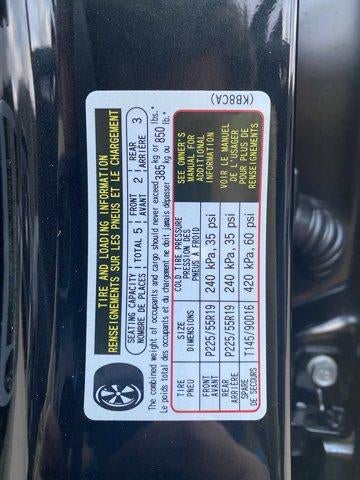 TIRE AND LOADING INFORMATION
RENSEIGNEMENTS SUR LES PNEUS ET LE CHARGEMENT
SEATING CAPACITY
NOMBRE DE PLACES
TOTAL 5
FRONT
AVANT
2
REAR
ARRIÈRE
3
The combined weight of occupants and cargo should never exceed
Le poids total des occupants et du chargement ne doit jamais dépasser
385 kg or 850 lbs.
kg ou lb.
TIRE
PNEU
SIZE
DIMENSIONS
COLD TIRE PRESSURE
PRESSION DES
PNEUS À FROID
FRONT
AVANT
P225/55R19
240 kPa, 35 psi
REAR
ARRIÈRE
P225/55R19
240 kPa, 35 psi
SPARE
DE SECOURS
T145/90D16
420 kPa, 60 psi
SEE OWNER'S
MANUAL FOR
ADDITIONAL
INFORMATION
VOIR LE MANUEL
DE L'USAGER
POUR PLUS DE
RENSEIGNEMENTS
(KB8CA)